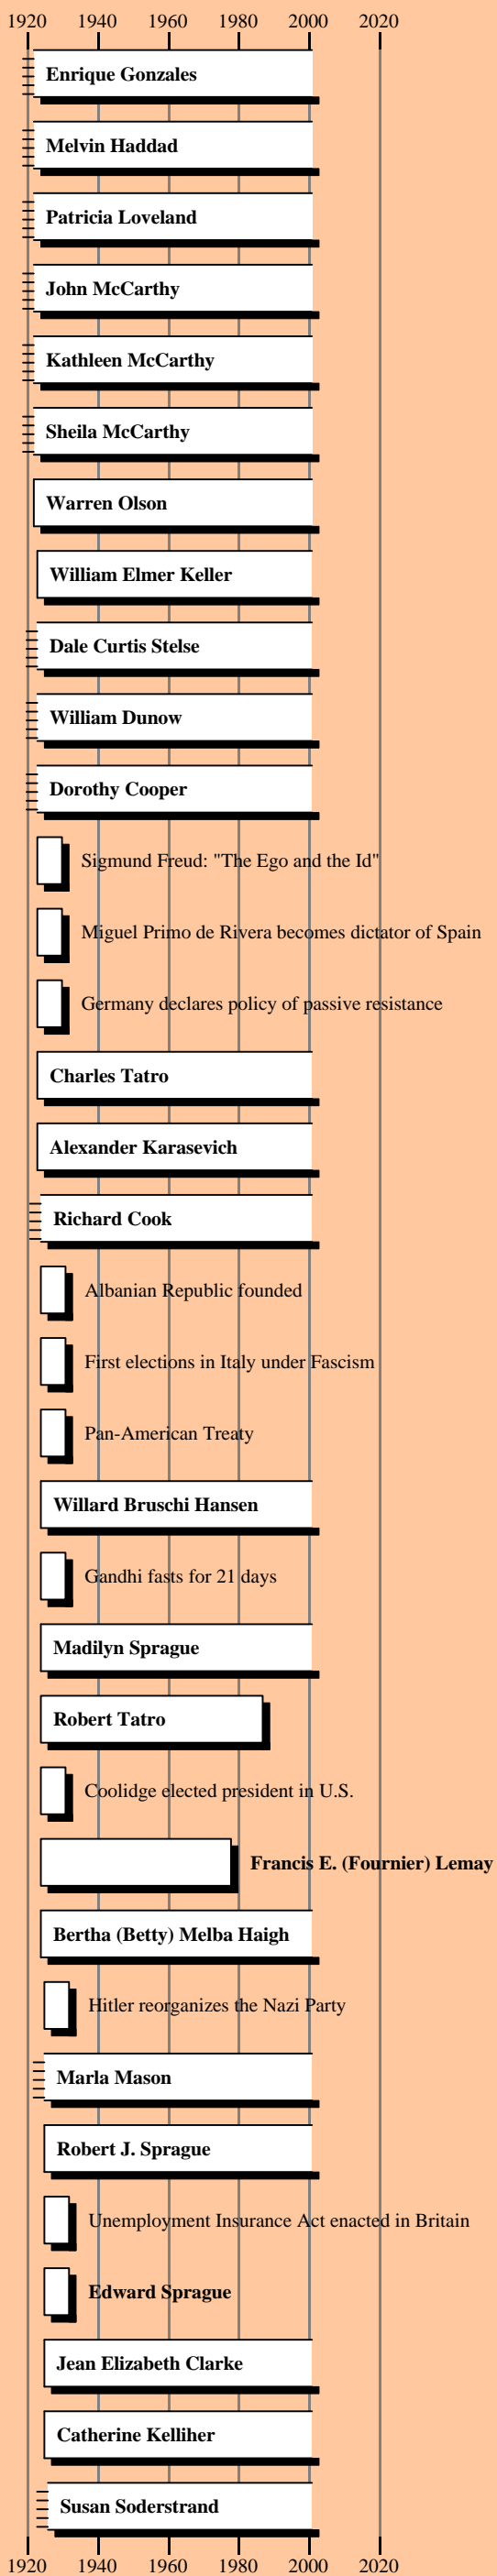 1920 1940 1960 1980 2000 2020
Enrique Gonzales
Melvin Haddad
Patricia Loveland
John McCarthy
Kathleen McCarthy
Sheila McCarthy
Warren Olson
William Elmer Keller
Dale Curtis Stelse
William Dunow
Dorothy Cooper
Sigmund Freud: "The Ego and the Id"
Miguel Primo de Rivera becomes dictator of Spain
Germany declares policy of passive resistance
Charles Tatro
Alexander Karasevich
Richard Cook
Albanian Republic founded
First elections in Italy under Fascism
Pan-American Treaty
Willard Bruschi Hansen
Gandhi fasts for 21 days
Madilyn Sprague
Robert Tatro
Coolidge elected president in U.S.
Francis E. (Fournier) Lemay
Bertha (Betty) Melba Haigh
Hitler reorganizes the Nazi Party
Marla Mason
Robert J. Sprague
Unemployment Insurance Act enacted in Britain
Edward Sprague
Jean Elizabeth Clarke
Catherine Kelliher
Susan Soderstrand
1920 1940 1960 1980 2000 2020